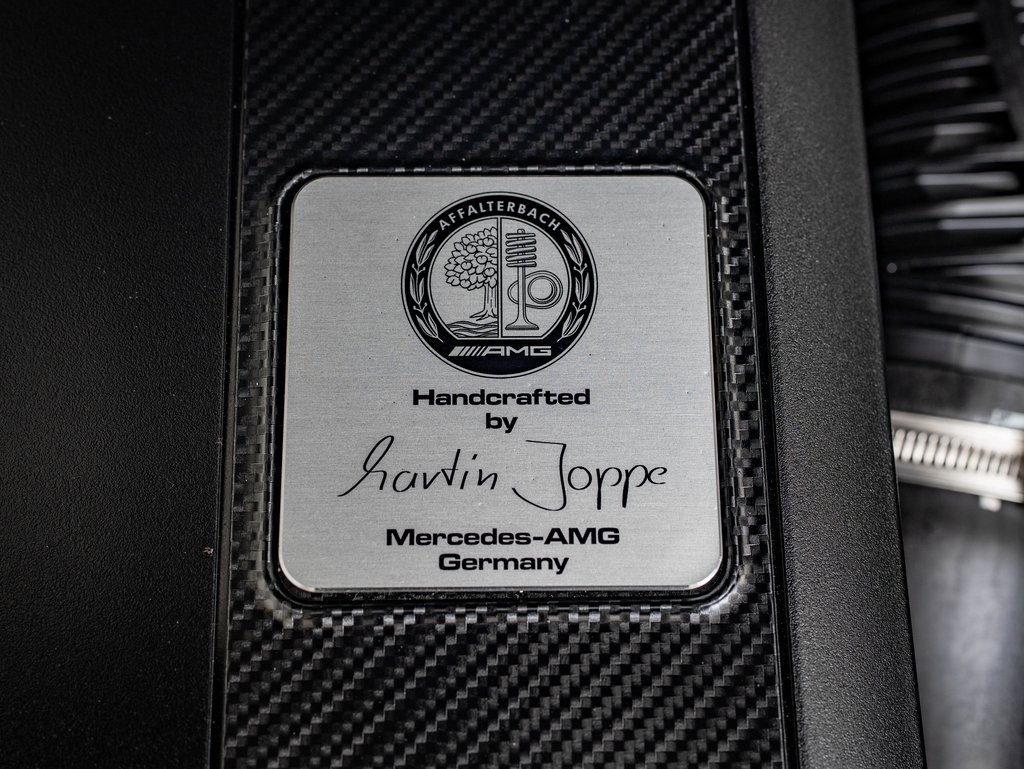 AFFALTERBACH
AMG
Handcrafted
by
Martin Joppe
Mercedes-AMG
Germany